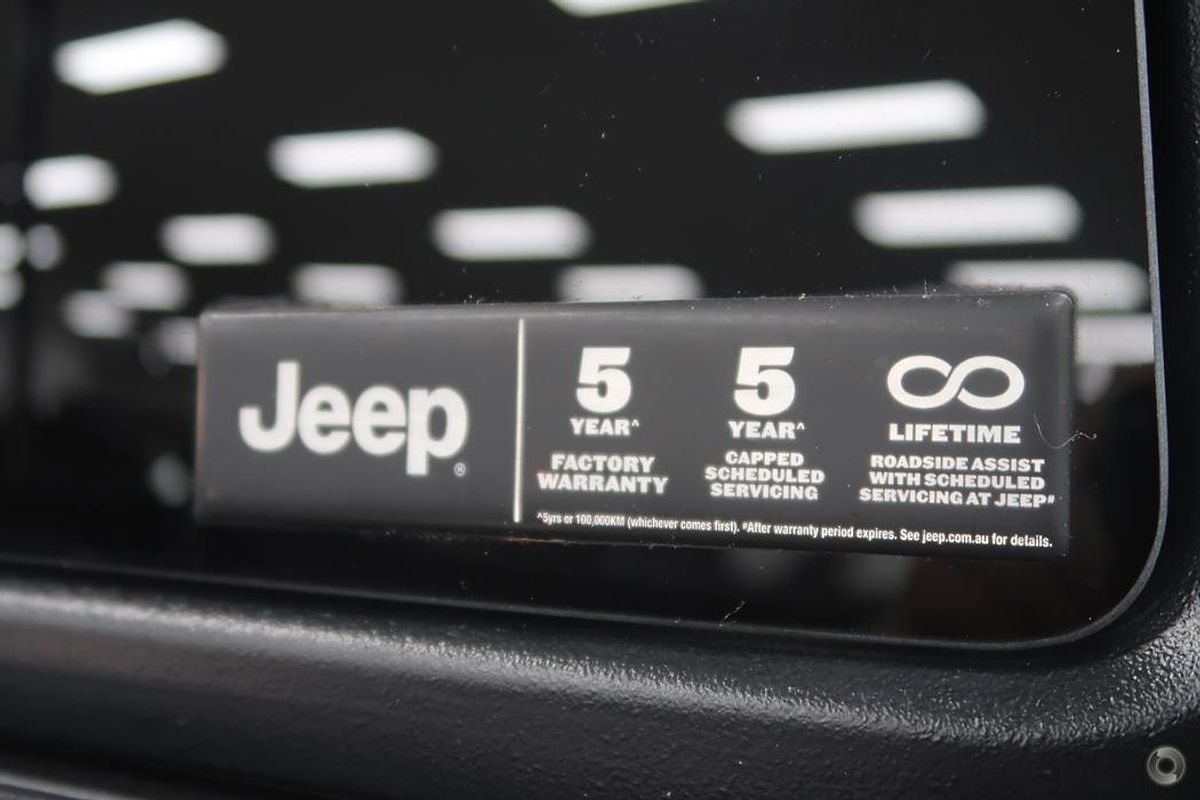 Jeep®
5
YEAR^
FACTORY
WARRANTY
5
YEAR^
CAPPED
SCHEDULED
SERVICING
LIFETIME
ROADSIDE ASSIST
WITH SCHEDULED
SERVICING AT JEEP#
^5yrs or 100,000KM (whichever comes first). #After warranty period expires. See jeep.com.au for details.